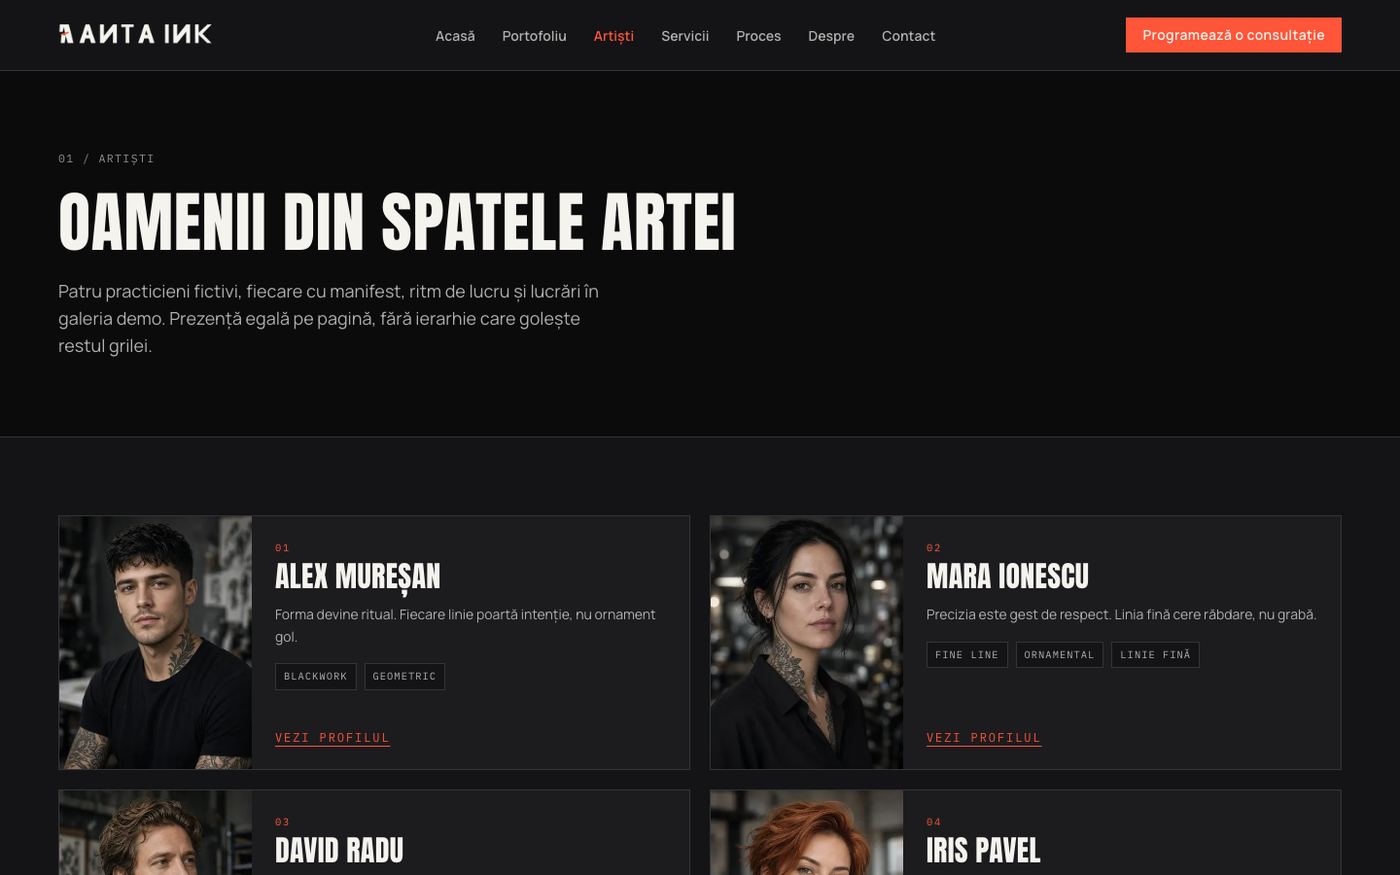 MANTA INK
Acasă
Portofoliu
Artiști
Servicii
Proces
Despre
Contact
Programează o consultație
01 / ARTIȘTI
OAMENII DIN SPATELE ARTEI
Patru practicieni fictivi, fiecare cu manifest, ritm de lucru și lucrări în
galeria demo. Prezență egală pe pagină, fără ierarhie care golește
restul grilei.
01
ALEX MUREȘAN
Forma devine ritual. Fiecare linie poartă intenție, nu ornament
gol.
BLACKWORK
GEOMETRIC
VEZI PROFILUL
02
MARA IONESCU
Precizia este gest de respect. Linia fină cere răbdare, nu grabă.
FINE LINE
ORNAMENTAL
LINIE FINĂ
VEZI PROFILUL
03
DAVID RADU
04
IRIS PAVEL